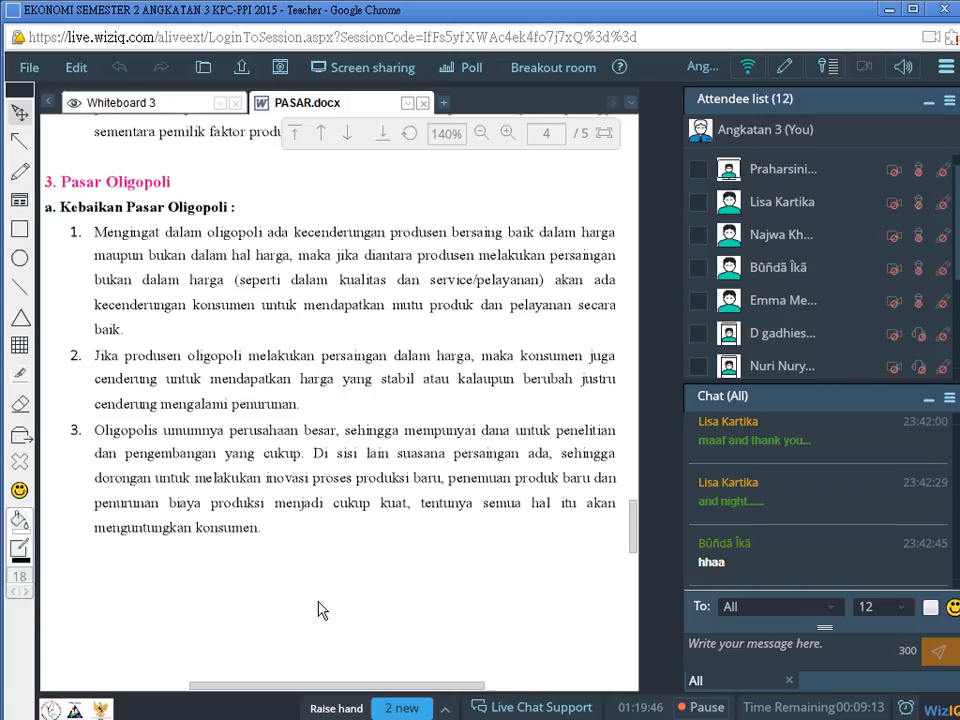 EKONOMI SEMESTER 2 ANGKATAN 3 KPC-PPI 2015 - Teacher - Google Chrome
https://live.wiziq.com/aliveext/LoginToSession.aspx?SessionCode=IfFs5yfXWAc4ek4fo7j7xQ%3d%3d
File Edit Screen sharing Poll Breakout room Ang...
Whiteboard 3
PASAR.docx
140% 4 / 5
sementara pemilik faktor produ
3. Pasar Oligopoli
a. Kebaikan Pasar Oligopoli :
1. Mengingat dalam oligopoli ada kecenderungan produsen bersaing baik dalam harga
maupun bukan dalam hal harga, maka jika diantara produsen melakukan persaingan
bukan dalam harga (seperti dalam kualitas dan service/pelayanan) akan ada
kecenderungan konsumen untuk mendapatkan mutu produk dan pelayanan secara
baik.
2. Jika produsen oligopoli melakukan persaingan dalam harga, maka konsumen juga
cenderung untuk mendapatkan harga yang stabil atau kalaupun berubah justru
cenderung mengalami penurunan.
3. Oligopolis umumnya perusahaan besar, sehingga mempunyai dana untuk penelitian
dan pengembangan yang cukup. Di sisi lain suasana persaingan ada, sehingga
dorongan untuk melakukan inovasi proses produksi baru, penemuan produk baru dan
penurunan biaya produksi menjadi cukup kuat, tentunya semua hal itu akan
menguntungkan konsumen.
18
Attendee list (12)
Angkatan 3 (You)
Praharsini...
Lisa Kartika
Najwa Kh...
Bûñdã Îkã
Emma Me...
D gadhies...
Nuri Nury...
Chat (All)
Lisa Kartika 23:42:00
maaf and thank you...
Lisa Kartika 23:42:29
and night......
Bûñdã Îkã 23:42:45
hhaa
To: All 12
Write your message here. 300
All
Raise hand 2 new Live Chat Support 01:19:46 Pause Time Remaining 00:09:13 WizIQ